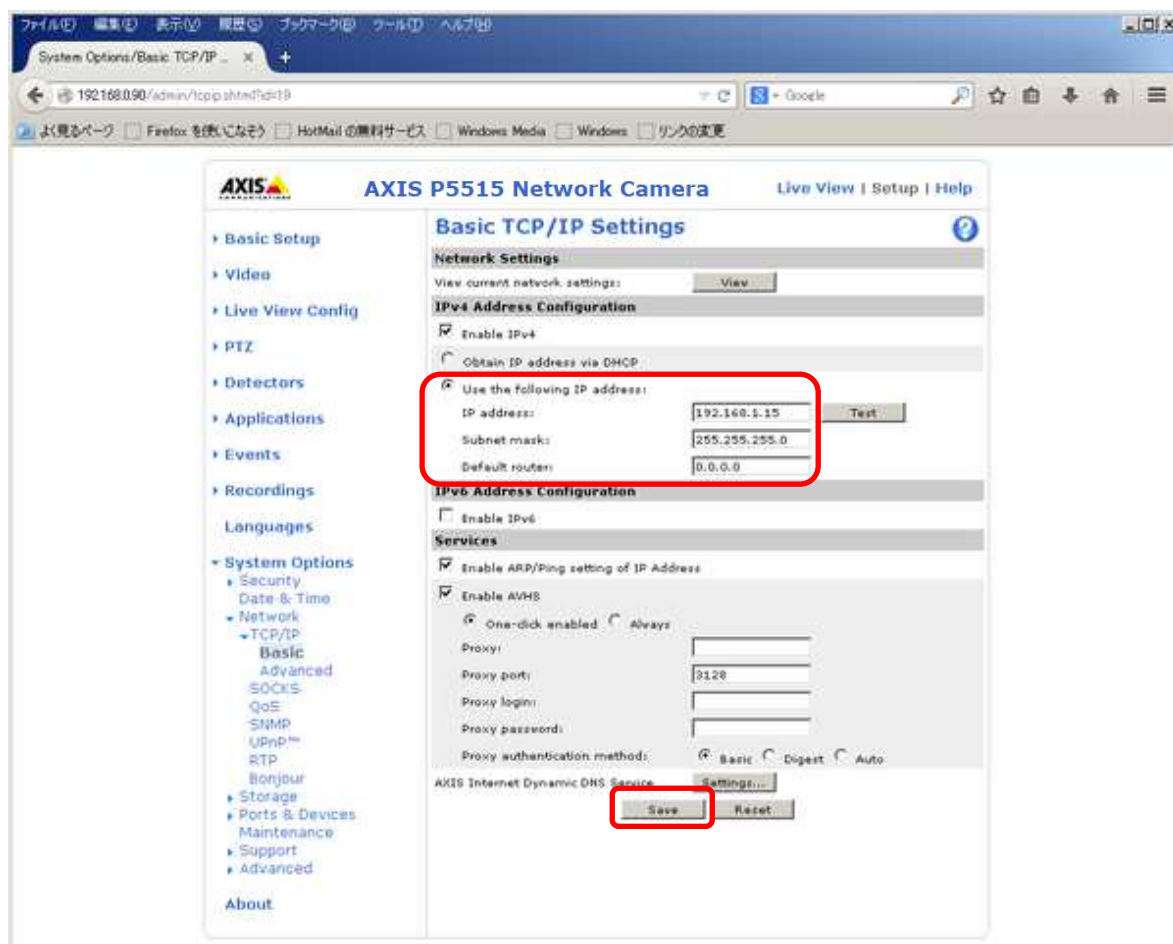 ファイル(F) 編集(E) 表示(V) 履歴(S) ブックマーク(B) ツール(T) ヘルプ(H)
System Options/Basic TCP/IP ... × +
192.168.0.90/admin/tcpip.shtml?id=19
Google
よく見るページ Firefox を使いこなそう HotMail の無料サービス Windows Media Windows リンクの変更
AXIS
COMMUNICATIONS
AXIS P5515 Network Camera
Live View | Setup | Help
Basic Setup
Video
Live View Config
PTZ
Detectors
Applications
Events
Recordings
Languages
System Options
Security
Date & Time
Network
TCP/IP
Basic
Advanced
SOCKS
QoS
SNMP
UPnP™
RTP
Bonjour
Storage
Ports & Devices
Maintenance
Support
Advanced
About
Basic TCP/IP Settings
Network Settings
View current network settings: View
IPv4 Address Configuration
Enable IPv4
Obtain IP address via DHCP
Use the following IP address:
IP address: 192.168.1.15 Test
Subnet mask: 255.255.255.0
Default router: 0.0.0.0
IPv6 Address Configuration
Enable IPv6
Services
Enable ARP/Ping setting of IP Address
Enable AVHS
One-click enabled Always
Proxy:
Proxy port: 3128
Proxy login:
Proxy password:
Proxy authentication method: Basic Digest Auto
AXIS Internet Dynamic DNS Service Settings...
Save Reset